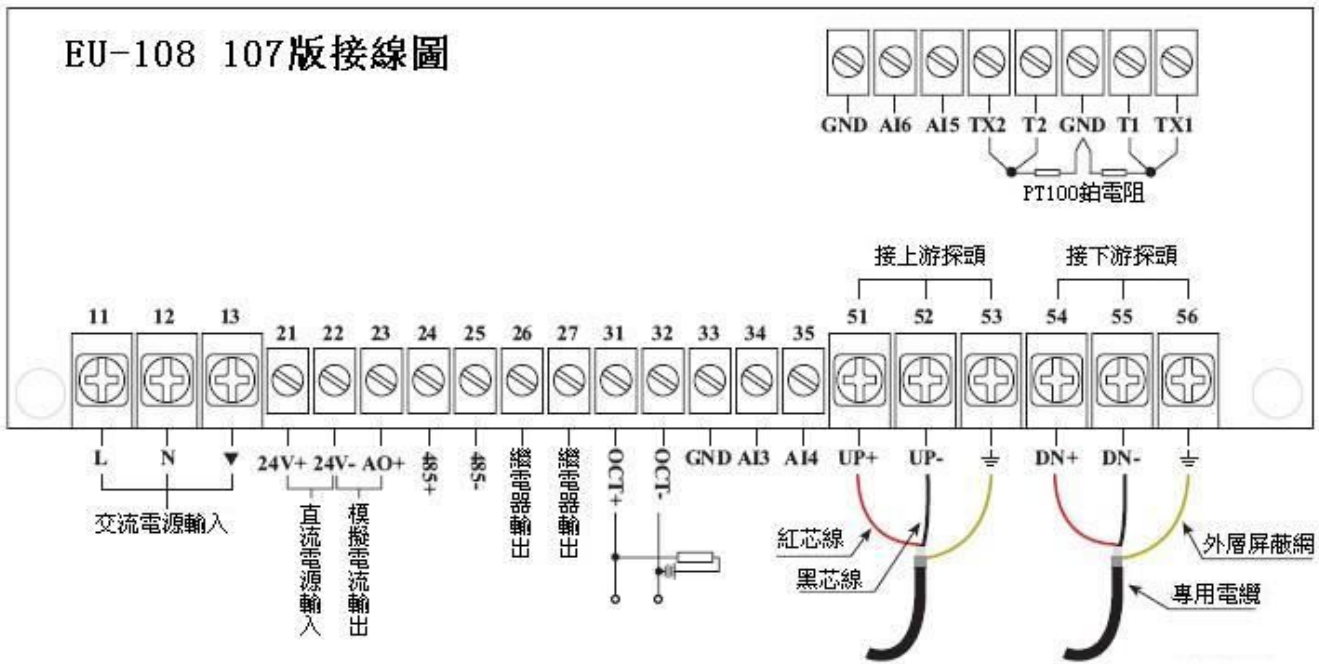 EU-108 107版接線圖
GND AI6 AI5 TX2 T2 GND T1 TX1
PT100鉑電阻
接上游探頭 接下游探頭
11 12 13 21 22 23 24 25 26 27 31 32 33 34 35 51 52 53 54 55 56
L N ▼ 24V+ 24V- AO+ 485+ 485- 繼電器輸出 繼電器輸出 OCT+ OCT- GND AI3 AI4 UP+ UP- DN+ DN-
交流電源輸入
直流電源輸入
模擬電流輸出
紅芯線
黑芯線
外層屏蔽網
專用電纜